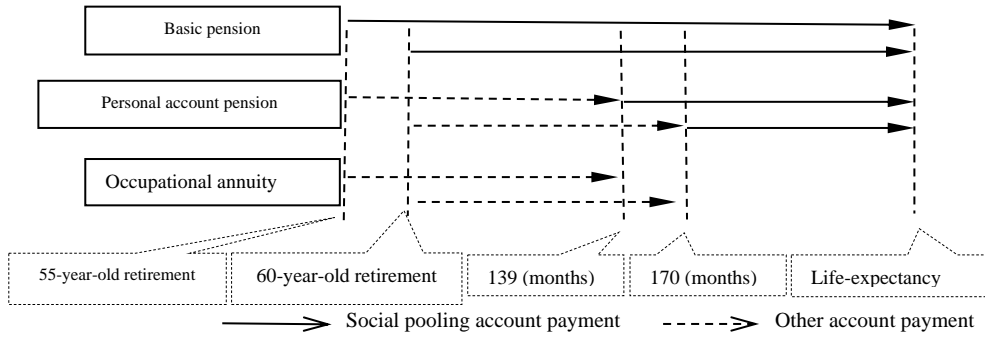 Basic pension
Personal account pension
Occupational annuity
55-year-old retirement
60-year-old retirement
139 (months)
170 (months)
Life-expectancy
Social pooling account payment
Other account payment